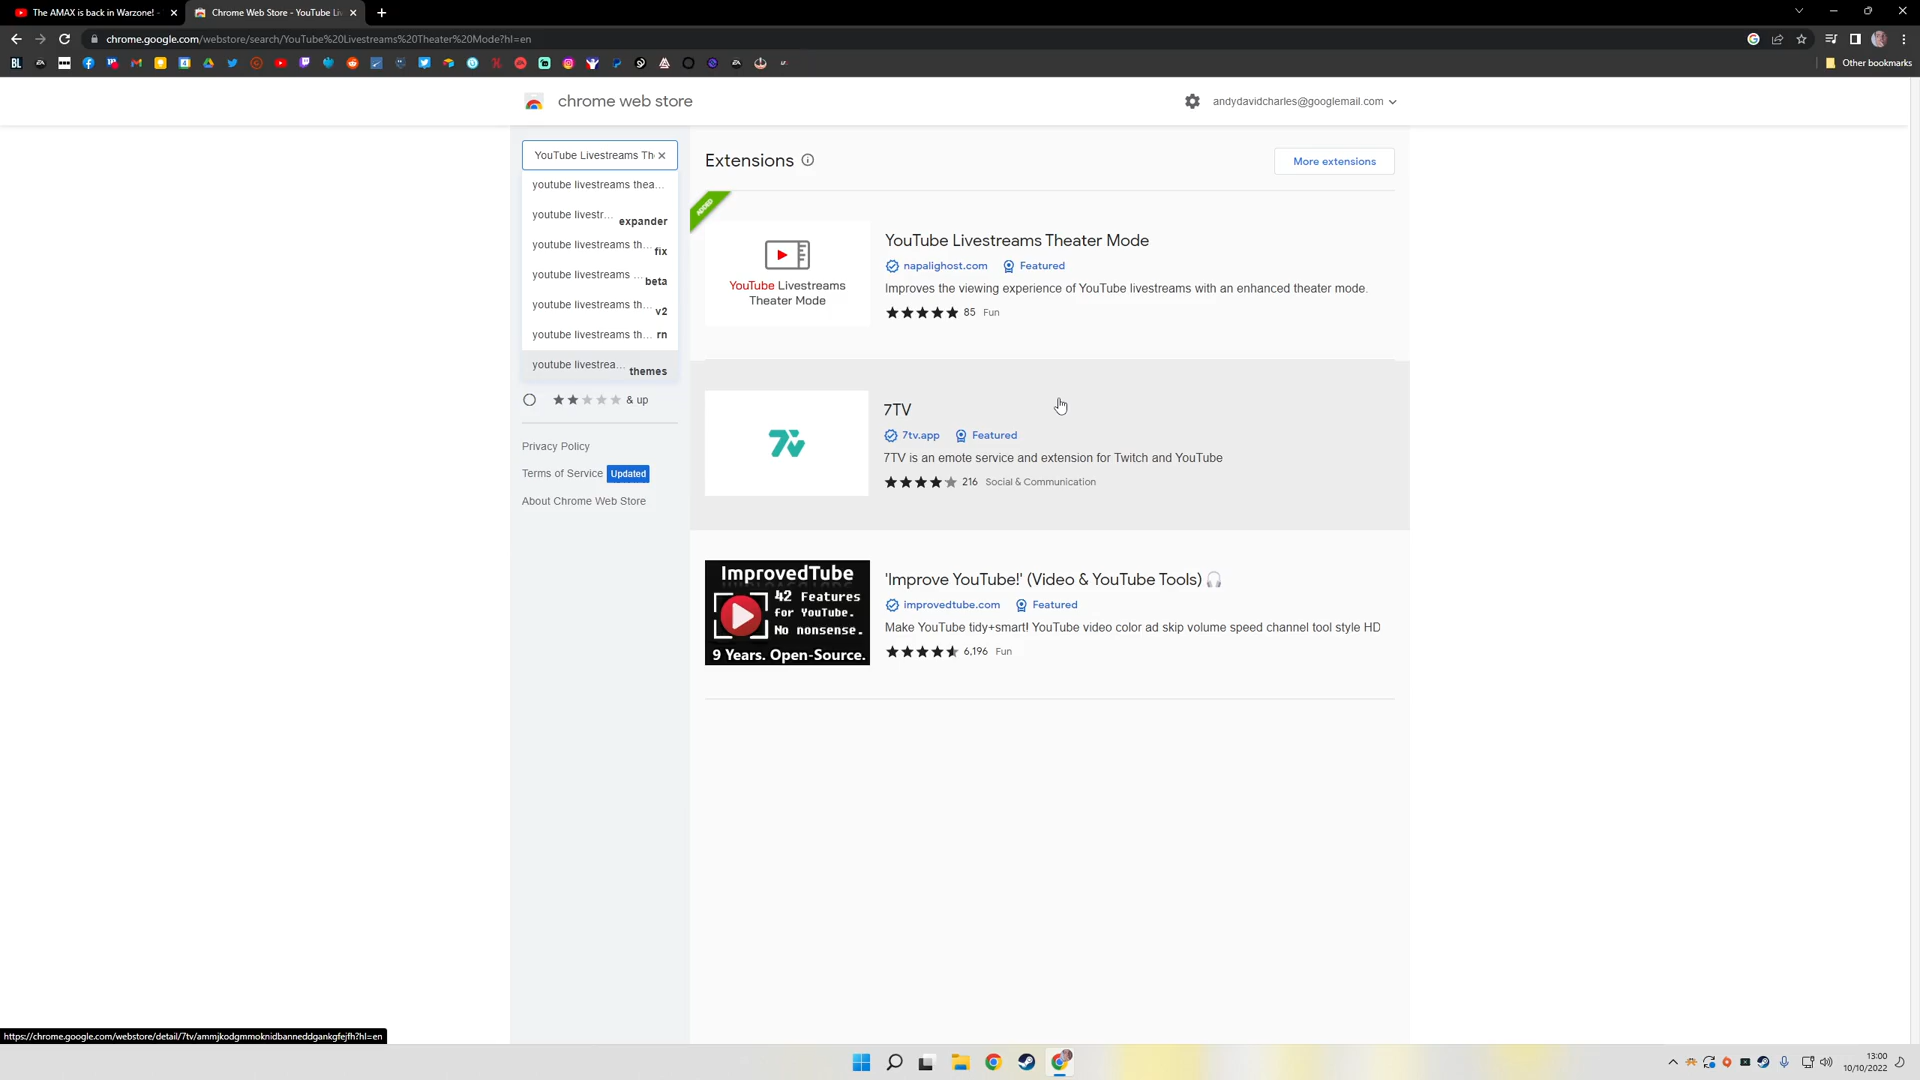 The AMAX is back in Warzone! -
Chrome Web Store - YouTube Li
chrome.google.com/webstore/search/YouTube%20Livestreams%20Theater%20Mode?hl=en
BL
Other bookmarks
chrome web store
andydavidcharles@googlemail.com
YouTube Livestreams Th
youtube livestreams thea...
youtube livestr... expander
youtube livestreams th... fix
youtube livestreams ... beta
youtube livestreams th... v2
youtube livestreams th... rn
youtube livestrea... themes
& up
Privacy Policy
Terms of Service Updated
About Chrome Web Store
Extensions
More extensions
ADDED
YouTube Livestreams
Theater Mode
YouTube Livestreams Theater Mode
napalighost.com Featured
Improves the viewing experience of YouTube livestreams with an enhanced theater mode.
85 Fun
7TV
7tv.app Featured
7TV is an emote service and extension for Twitch and YouTube
216 Social & Communication
ImprovedTube
42 Features
for YouTube.
No nonsense.
9 Years. Open-Source.
'Improve YouTube!' (Video & YouTube Tools)
improvedtube.com Featured
Make YouTube tidy+smart! YouTube video color ad skip volume speed channel tool style HD
6,196 Fun
https://chrome.google.com/webstore/detail/7tv/ammjkodgmmoknidbanneddgankgfejfh?hl=en
13:00
10/10/2022